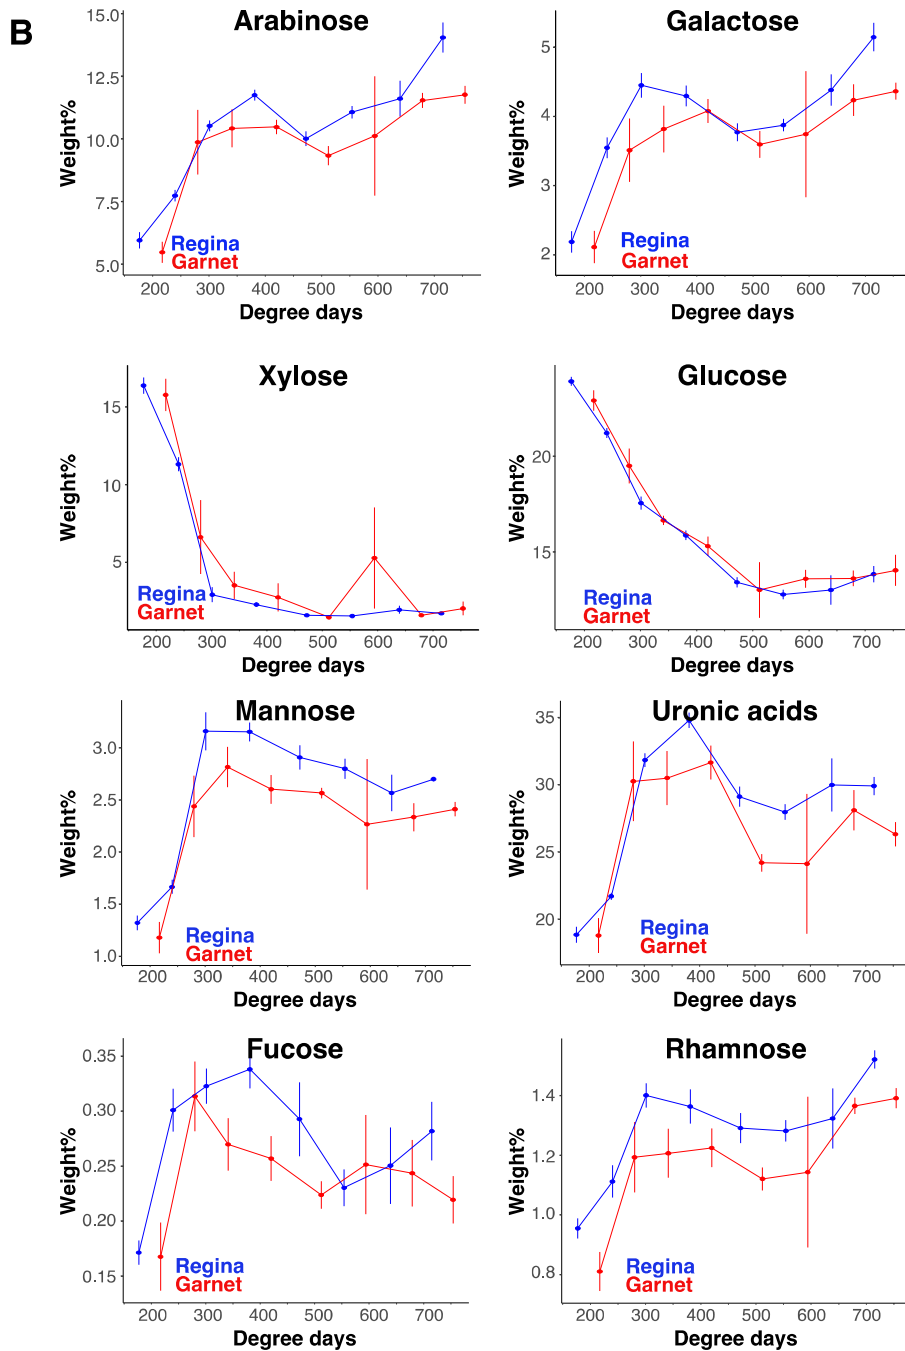 B
Arabinose
Weight%
15.0
12.5
10.0
7.5
5.0
Regina
Garnet
200 300 400 500 600 700
Degree days
Galactose
Weight%
5
4
3
2
Regina
Garnet
200 300 400 500 600 700
Degree days
Xylose
Weight%
15
10
5
Regina
Garnet
200 300 400 500 600 700
Degree days
Glucose
Weight%
20
15
Regina
Garnet
200 300 400 500 600 700
Degree days
Mannose
Weight%
3.0
2.5
2.0
1.5
1.0
Regina
Garnet
200 300 400 500 600 700
Degree days
Uronic acids
Weight%
35
30
25
20
Regina
Garnet
200 300 400 500 600 700
Degree days
Fucose
Weight%
0.35
0.30
0.25
0.20
0.15
Regina
Garnet
200 300 400 500 600 700
Degree days
Rhamnose
Weight%
1.4
1.2
1.0
0.8
Regina
Garnet
200 300 400 500 600 700
Degree days